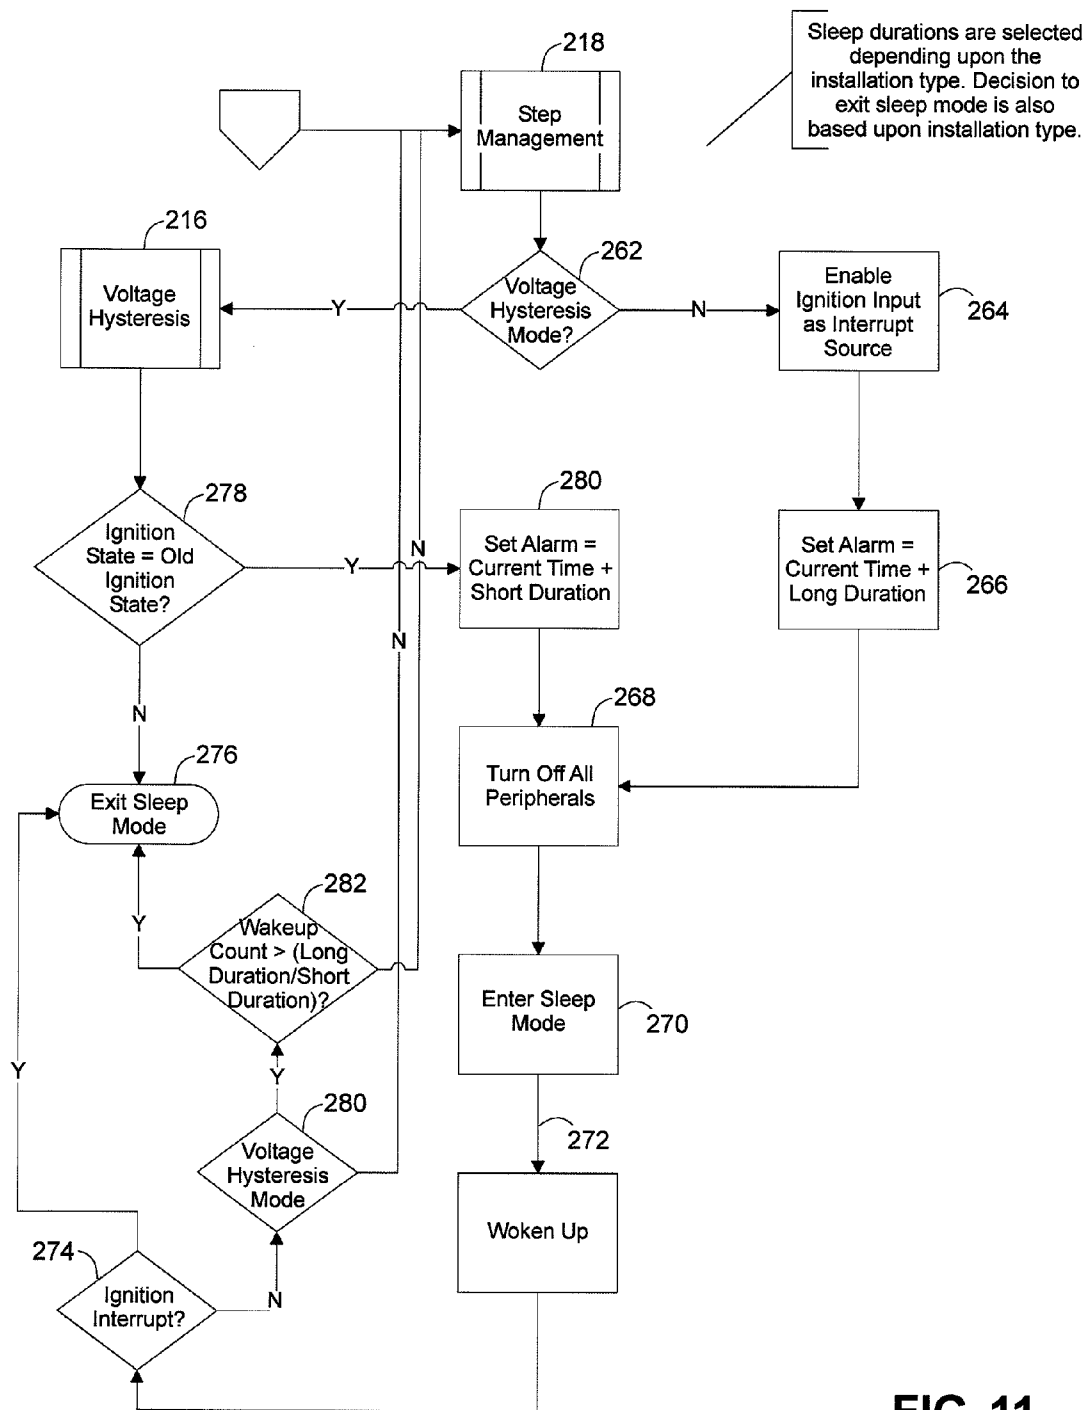 Sleep durations are selected
depending upon the
installation type. Decision to
exit sleep mode is also
based upon installation type.
218
Step
Management
216
Voltage
Hysteresis
Y
262
Voltage
Hysteresis
Mode?
N
Enable
Ignition Input
as Interrupt
Source
264
278
Ignition
State = Old
Ignition
State?
Y
N
280
Set Alarm =
Current Time +
Short Duration
Set Alarm =
Current Time +
Long Duration
266
N
N
268
Turn Off All
Peripherals
276
Exit Sleep
Mode
282
Wakeup
Count > (Long
Duration/Short
Duration)?
Y
Enter Sleep
Mode
270
Y
Y
280
Voltage
Hysteresis
Mode
272
Woken Up
274
Ignition
Interrupt?
N
FIG. 11